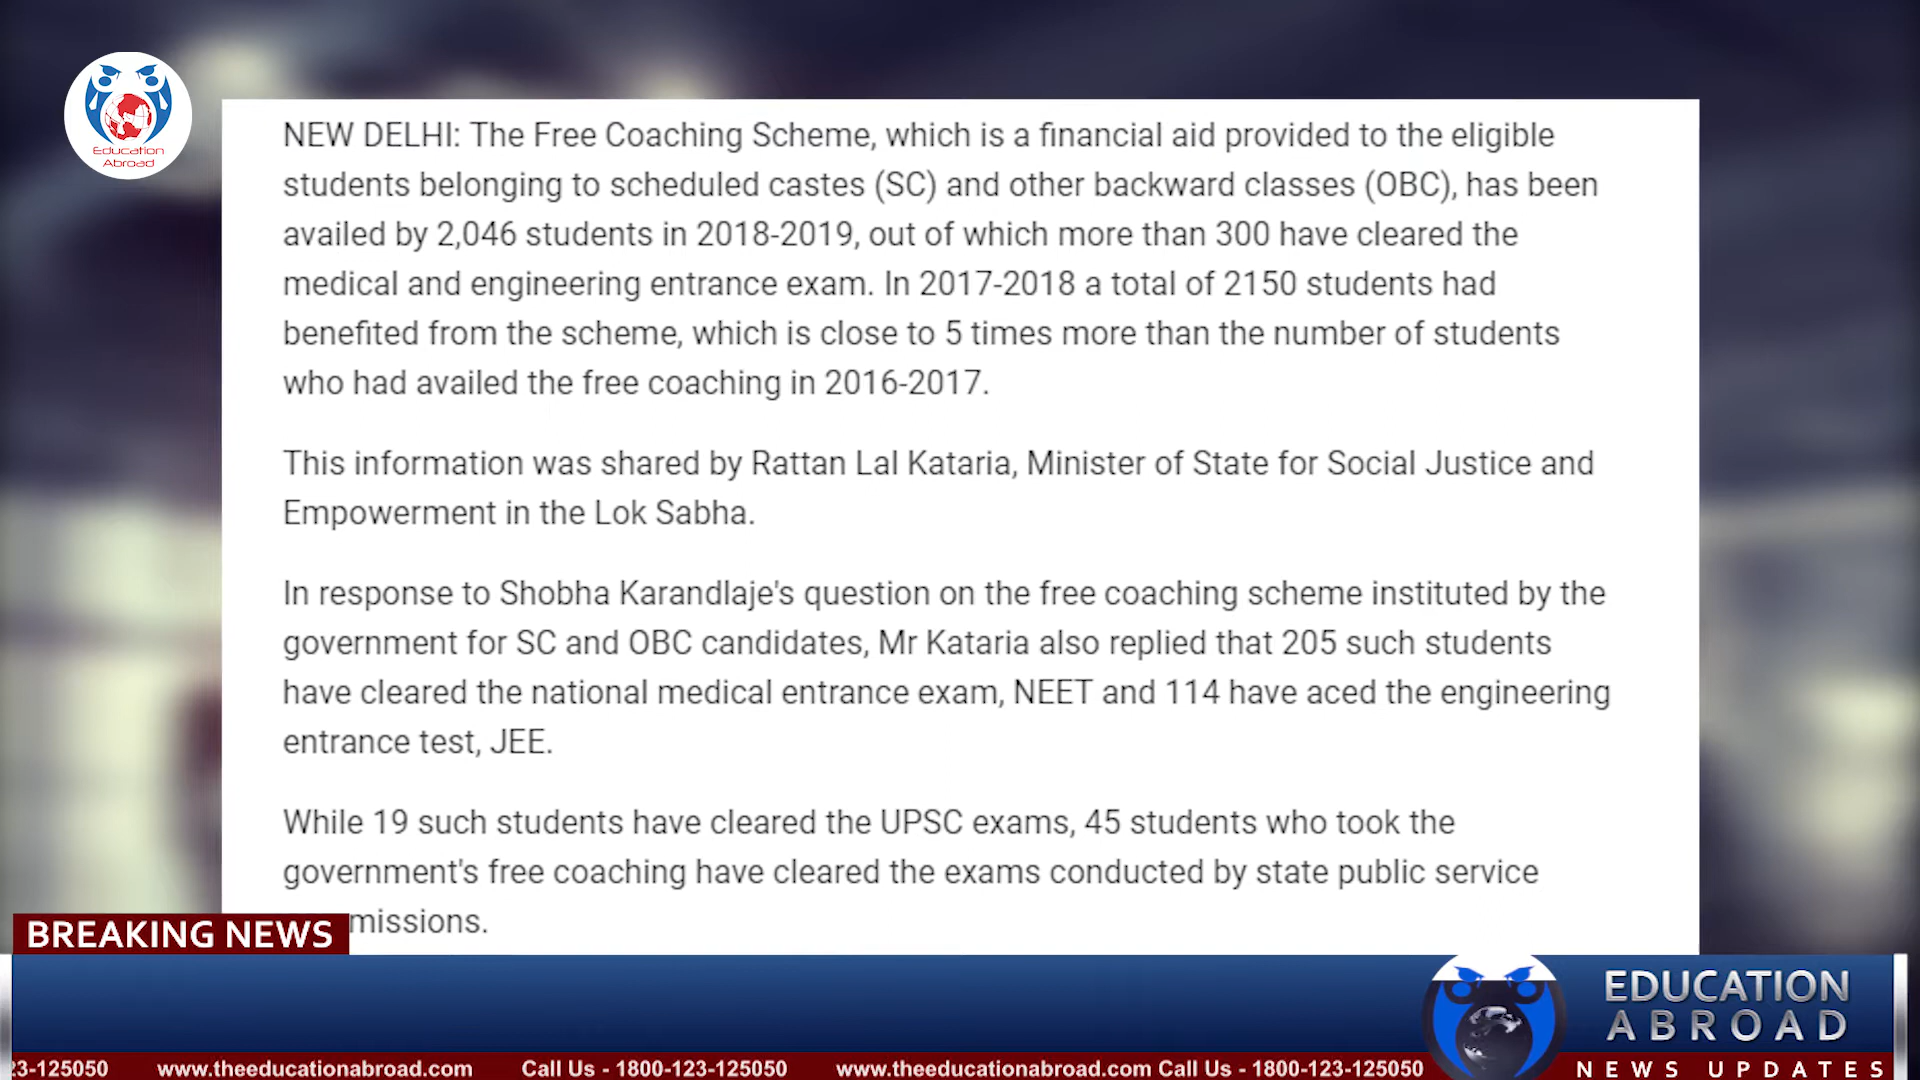 Education
Abroad
NEW DELHI: The Free Coaching Scheme, which is a financial aid provided to the eligible
students belonging to scheduled castes (SC) and other backward classes (OBC), has been
availed by 2,046 students in 2018-2019, out of which more than 300 have cleared the
medical and engineering entrance exam. In 2017-2018 a total of 2150 students had
benefited from the scheme, which is close to 5 times more than the number of students
who had availed the free coaching in 2016-2017.
This information was shared by Rattan Lal Kataria, Minister of State for Social Justice and
Empowerment in the Lok Sabha.
In response to Shobha Karandlaje's question on the free coaching scheme instituted by the
government for SC and OBC candidates, Mr Kataria also replied that 205 such students
have cleared the national medical entrance exam, NEET and 114 have aced the engineering
entrance test, JEE.
While 19 such students have cleared the UPSC exams, 45 students who took the
government's free coaching have cleared the exams conducted by state public service
missions.
BREAKING NEWS
EDUCATION
ABROAD
NEWS UPDATES
23-125050 www.theeducationabroad.com Call Us - 1800-123-125050 www.theeducationabroad.com Call Us - 1800-123-125050